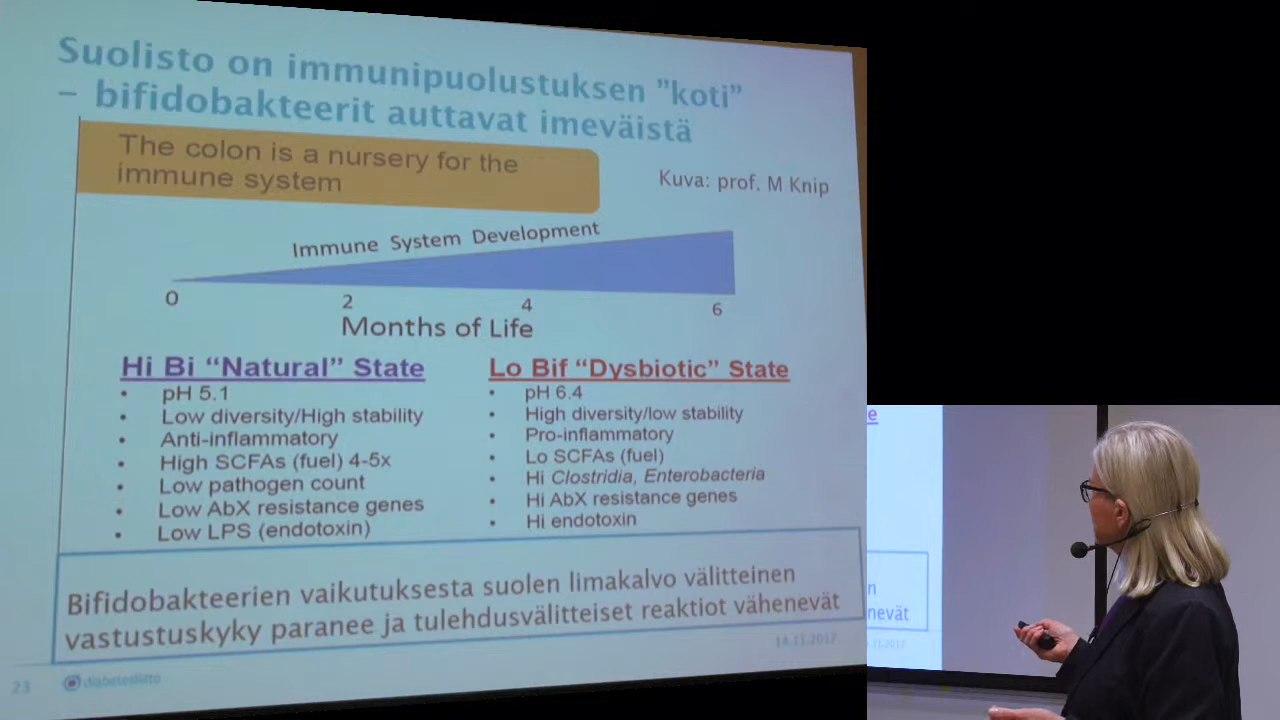 Suolisto on immunipuolustuksen ”koti”
– bifidobakteerit auttavat imeväistä
The colon is a nursery for the
immune system
Kuva: prof. M Knip
Immune System Development
0 2 4 6
Months of Life
Hi Bi “Natural” State
• pH 5.1
• Low diversity/High stability
• Anti-inflammatory
• High SCFAs (fuel) 4-5x
• Low pathogen count
• Low AbX resistance genes
• Low LPS (endotoxin)
Lo Bif “Dysbiotic” State
• pH 6.4
• High diversity/low stability
• Pro-inflammatory
• Lo SCFAs (fuel)
• Hi Clostridia, Enterobacteria
• Hi AbX resistance genes
• Hi endotoxin
Bifidobakteerien vaikutuksesta suolen limakalvo välitteinen
vastustuskyky paranee ja tulehdusvälitteiset reaktiot vähenevät
14.11.2017
23 diabetesliitto
e
n
nevät
.11.2017